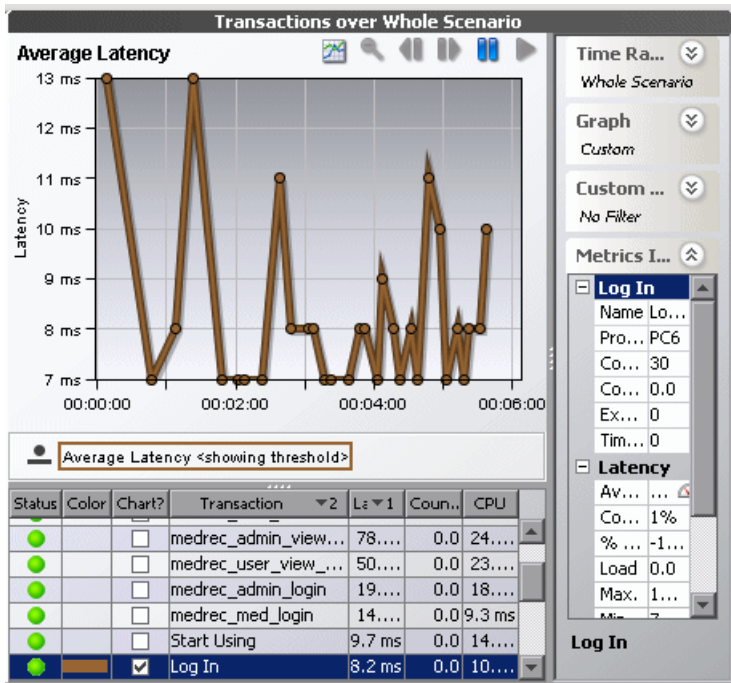 Transactions over Whole Scenario
Average Latency
13 ms
12 ms
11 ms
10 ms
9 ms
8 ms
7 ms
Latency
00:00:00
00:02:00
00:04:00
00:06:00
Average Latency <showing threshold>
Status Color Chart? Transaction 2 La 1 Coun.. CPU
medrec_admin_view... 78.... 0.0 24....
medrec_user_view_... 50.... 0.0 23....
medrec_admin_login 19.... 0.0 18....
medrec_med_login 14.... 0.0 9.3 ms
Start Using 9.7 ms 0.0 14....
Log In 8.2 ms 0.0 10....
Time Ra...
Whole Scenario
Graph
Custom
Custom ...
No Filter
Metrics I...
Log In
Name Lo...
Pro... PC6
Co... 30
Co... 0.0
Ex... 0
Tim... 0
Latency
Av... ...
Co... 1%
% ... -1...
Load 0.0
Max. 1...
Log In